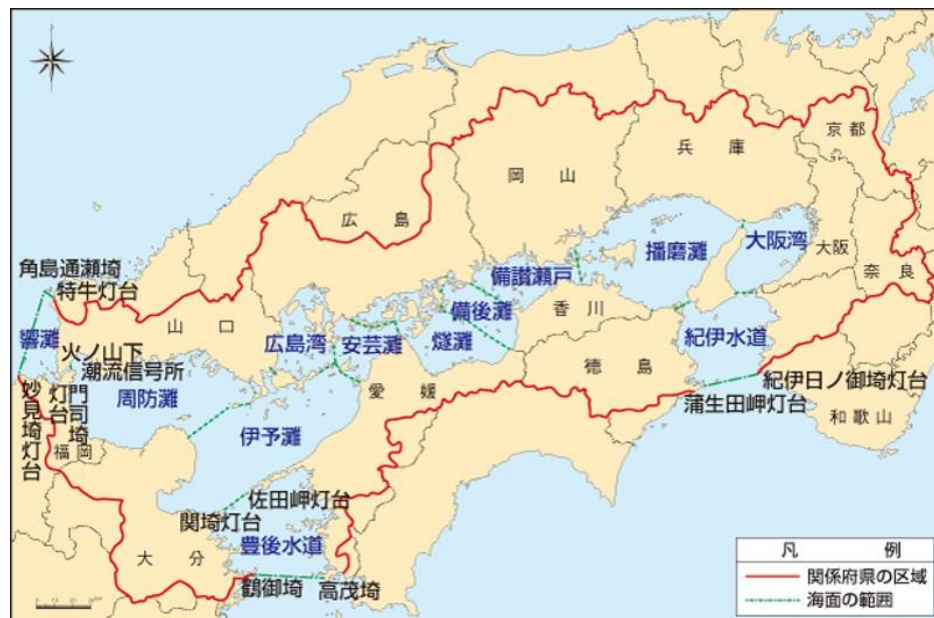 京都
兵庫
岡山
広島
大阪湾
大阪
播磨灘
奈良
備讃瀬戸
角島通瀬埼
特牛灯台
備後灘
香川
山口
紀伊水道
響灘
広島湾
安芸灘
燧灘
火ノ山下
潮流信号所
徳島
愛媛
紀伊日ノ御埼灯台
周防灘
蒲生田岬灯台
妙見埼灯台
門司埼
灯台
和歌山
伊予灘
福岡
佐田岬灯台
関埼灯台
豊後水道
大分
鶴御埼
高茂埼
凡例
関係府県の区域
海面の範囲